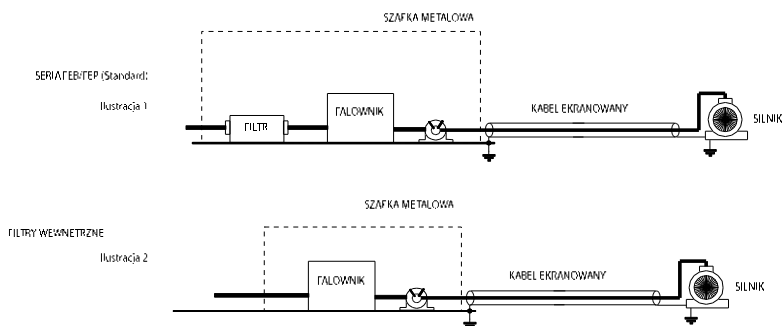 SZAFKA METALOWA
SERIA FEB/FEP (Standard)
Ilustracja 1
FILTR
FALOWNIK
KABEL EKRANOWANY
SILNIK
SZAFKA METALOWA
FILTRY WEWNETRZNE
Ilustracja 2
FALOWNIK
KABEL EKRANOWANY
SILNIK